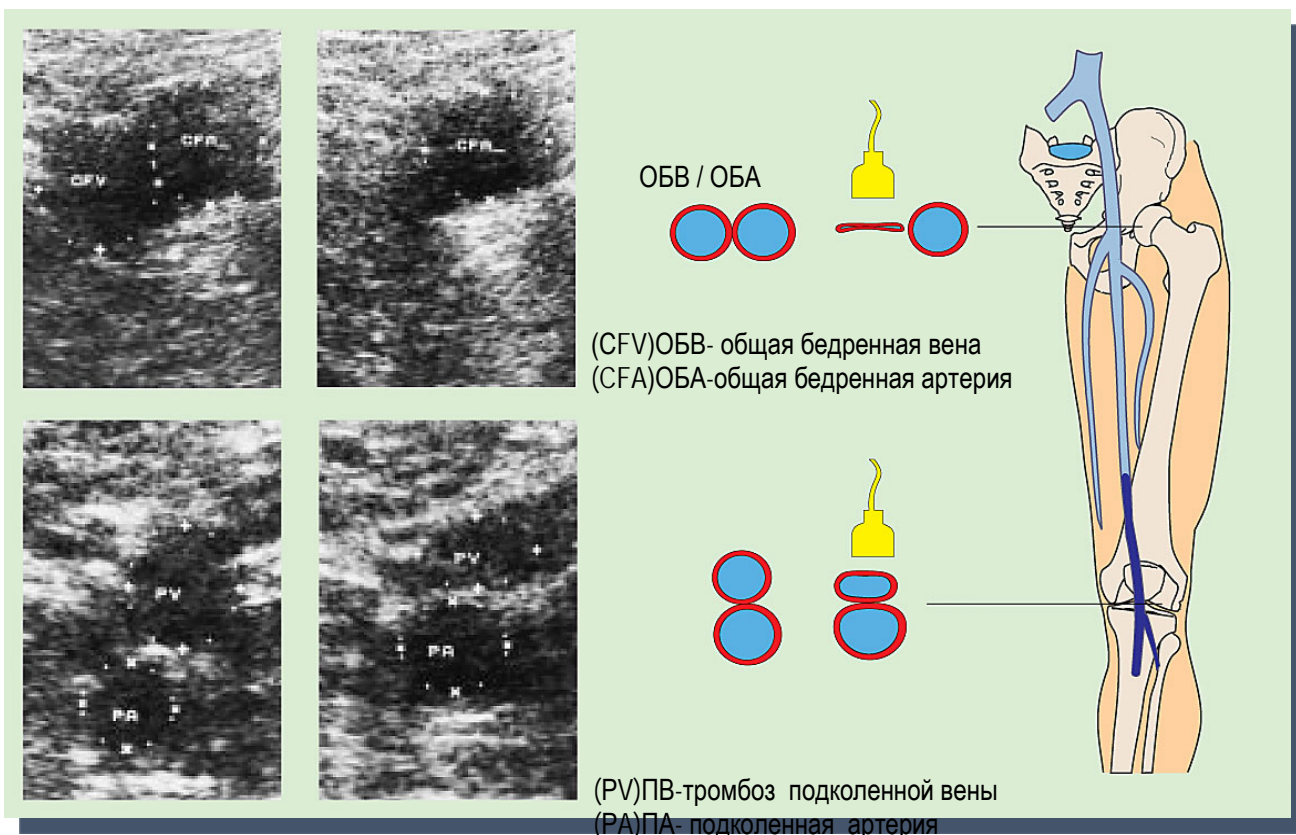 CFV
CFA
CFA
ОБВ / ОБА
(CFV)ОБВ- общая бедренная вена
(CFA)ОБА-общая бедренная артерия
PV
PA
PV
PA
(PV)ПВ-тромбоз подколенной вены
(PA)ПА- подколенная артерия